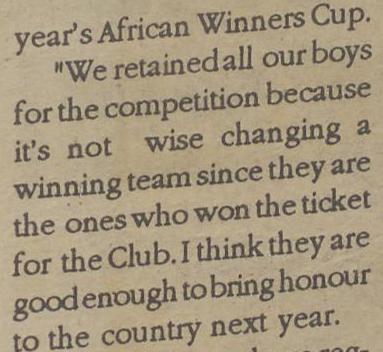 year's African Winners Cup.
"We retained all our boys
for the competition because
it's not wise changing a
winning team since they are
the ones who won the ticket
for the Club. I think they are
good enough to bring honour
to the country next year.